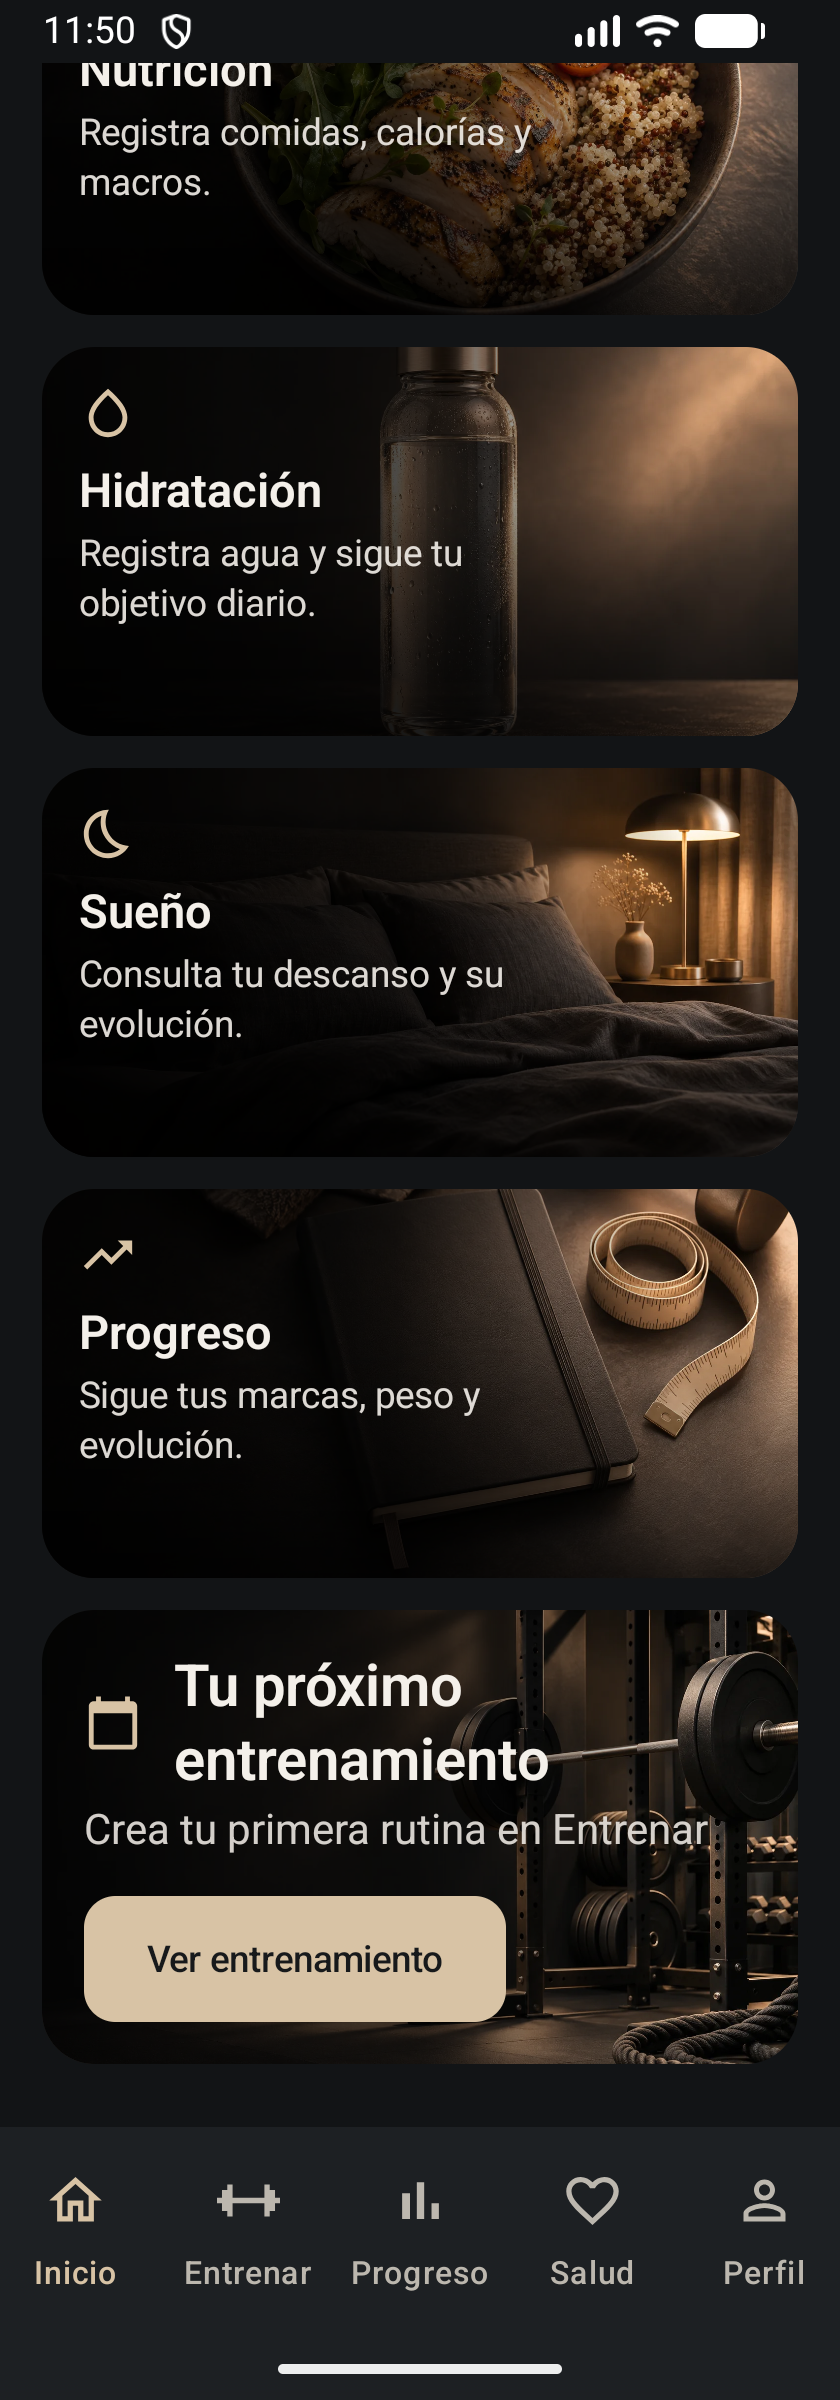 11:50
Nutrición
Registra comidas, calorías y
macros.
Hidratación
Registra agua y sigue tu
objetivo diario.
Sueño
Consulta tu descanso y su
evolución.
Progreso
Sigue tus marcas, peso y
evolución.
Tu próximo
entrenamiento
Crea tu primera rutina en Entrenar
Ver entrenamiento
Inicio Entrenar Progreso Salud Perfil